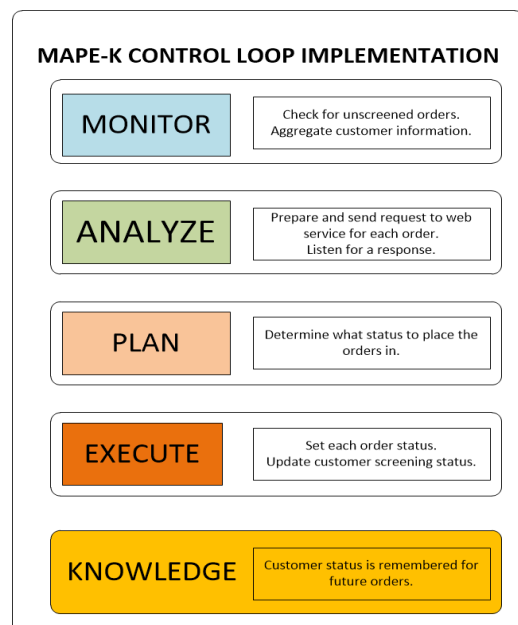 MAPE-K CONTROL LOOP IMPLEMENTATION
MONITOR
Check for unscreened orders.
Aggregate customer information.
ANALYZE
Prepare and send request to web
service for each order.
Listen for a response.
PLAN
Determine what status to place the
orders in.
EXECUTE
Set each order status.
Update customer screening status.
KNOWLEDGE
Customer status is remembered for
future orders.